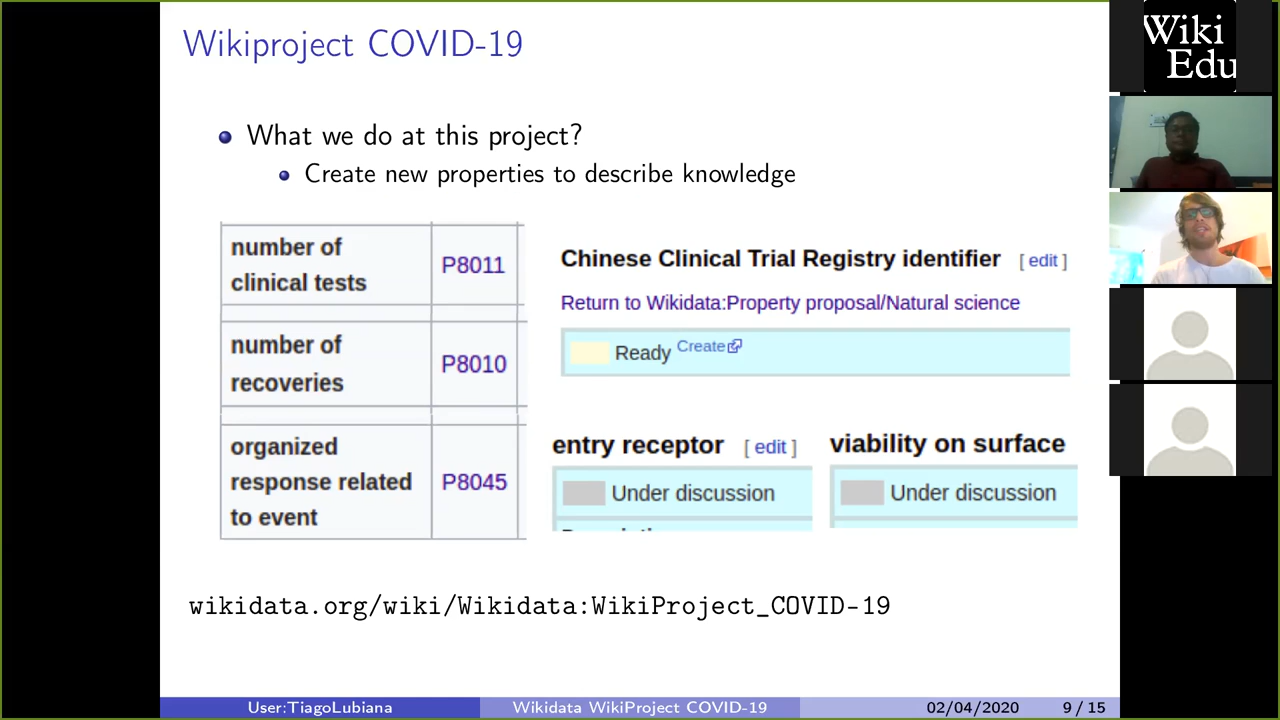 Wikiproject COVID-19
What we do at this project?
Create new properties to describe knowledge
number of
clinical tests
P8011
number of
recoveries
P8010
organized
response related
to event
P8045
Chinese Clinical Trial Registry identifier [ edit ]
Return to Wikidata:Property proposal/Natural science
Ready Create
entry receptor [ edit ]
Under discussion
viability on surface
Under discussion
wikidata.org/wiki/Wikidata:WikiProject_COVID-19
User:TiagoLubiana
Wikidata WikiProject COVID-19
02/04/2020
9 / 15
Wiki
Edu